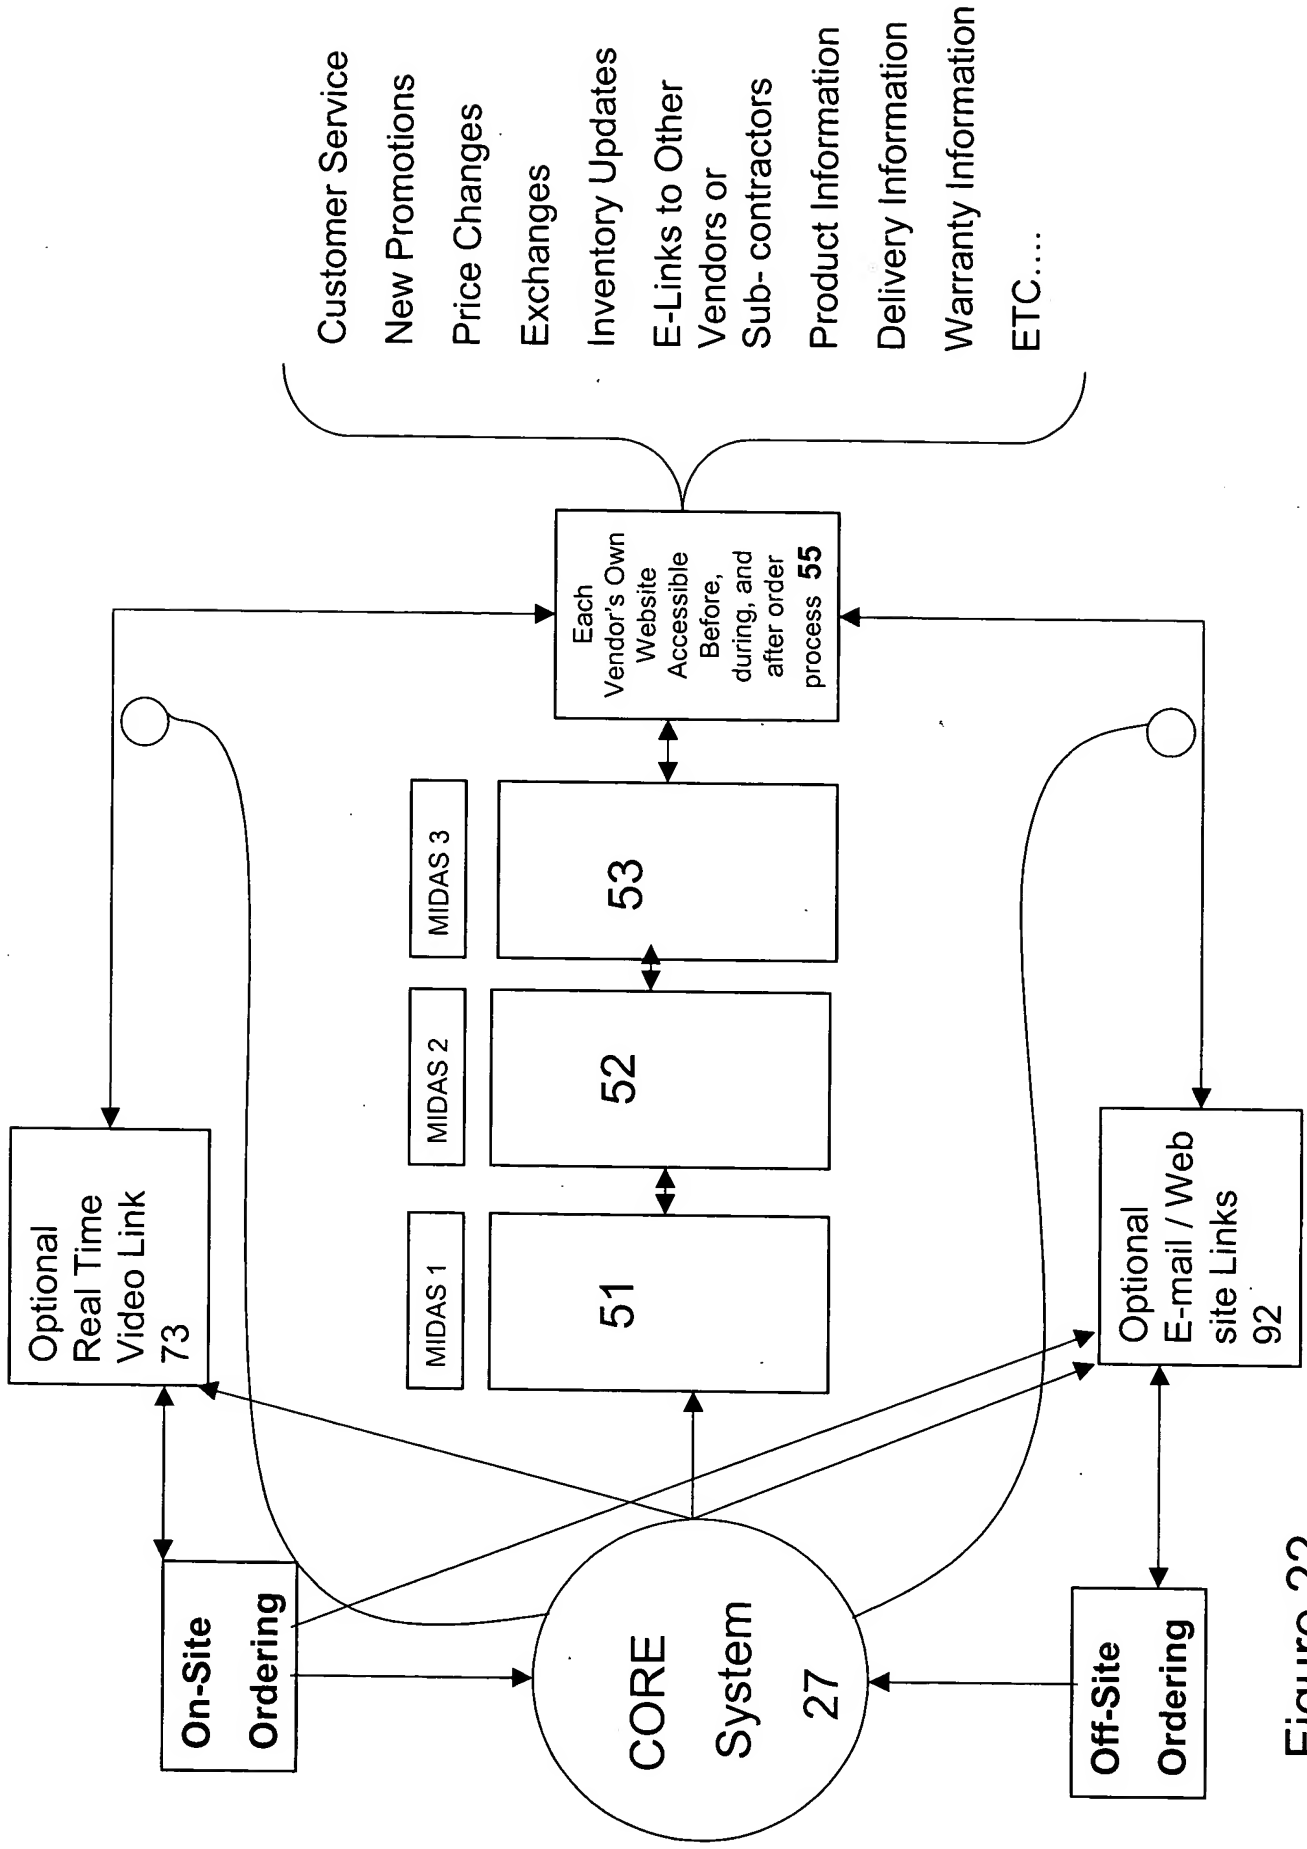 On-Site
Ordering
Optional
Real Time
Video Link
73
CORE
System
27
MIDAS 1
51
MIDAS 2
52
MIDAS 3
53
Each
Vendor's Own
Website
Accessible
Before,
during, and
after order
process 55
Customer Service
New Promotions
Price Changes
Exchanges
Inventory Updates
E-Links to Other
Vendors or
Sub- contractors
Product Information
Delivery Information
Warranty Information
ETC....
Off-Site
Ordering
Optional
E-mail / Web
site Links
92
Figure 22